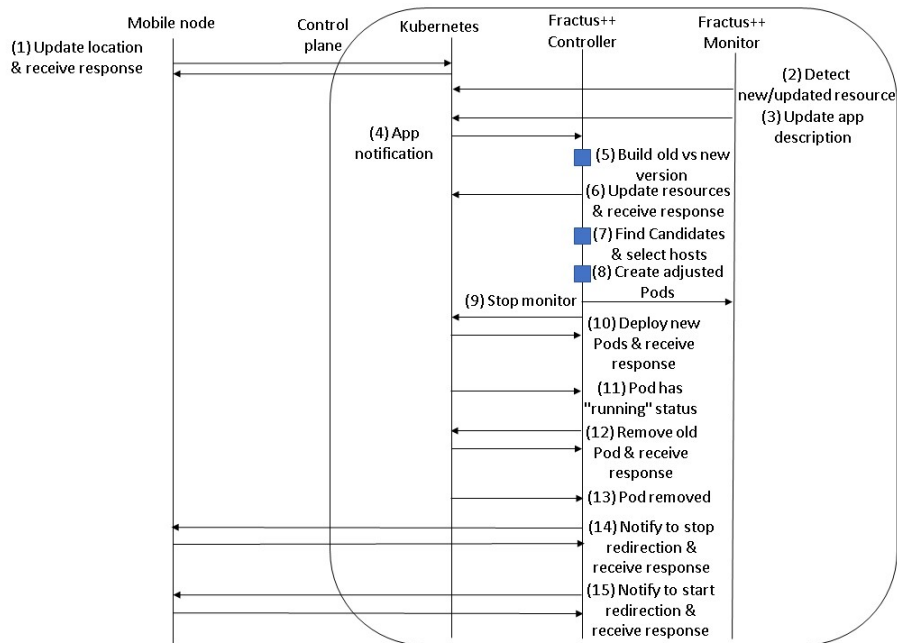 Mobile node
Control
plane
Kubernetes
Fractus++
Controller
Fractus++
Monitor
(1) Update location
& receive response
(2) Detect
new/updated resource
(3) Update app
description
(4) App
notification
(5) Build old vs new
version
(6) Update resources
& receive response
(7) Find Candidates
& select hosts
(8) Create adjusted
Pods
(9) Stop monitor
(10) Deploy new
Pods & receive
response
(11) Pod has
"running" status
(12) Remove old
Pod & receive
response
(13) Pod removed
(14) Notify to stop
redirection &
receive response
(15) Notify to start
redirection &
receive response